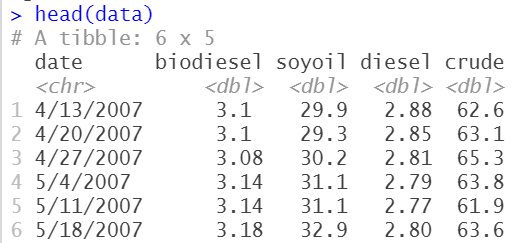 > head(data)
# A tibble: 6 x 5
date biodiesel soyoil diesel crude
<chr> <dbl> <dbl> <dbl> <dbl>
1 4/13/2007 3.1 29.9 2.88 62.6
2 4/20/2007 3.1 29.3 2.85 63.1
3 4/27/2007 3.08 30.2 2.81 65.3
4 5/4/2007 3.14 31.1 2.79 63.8
5 5/11/2007 3.14 31.1 2.77 61.9
6 5/18/2007 3.18 32.9 2.80 63.6